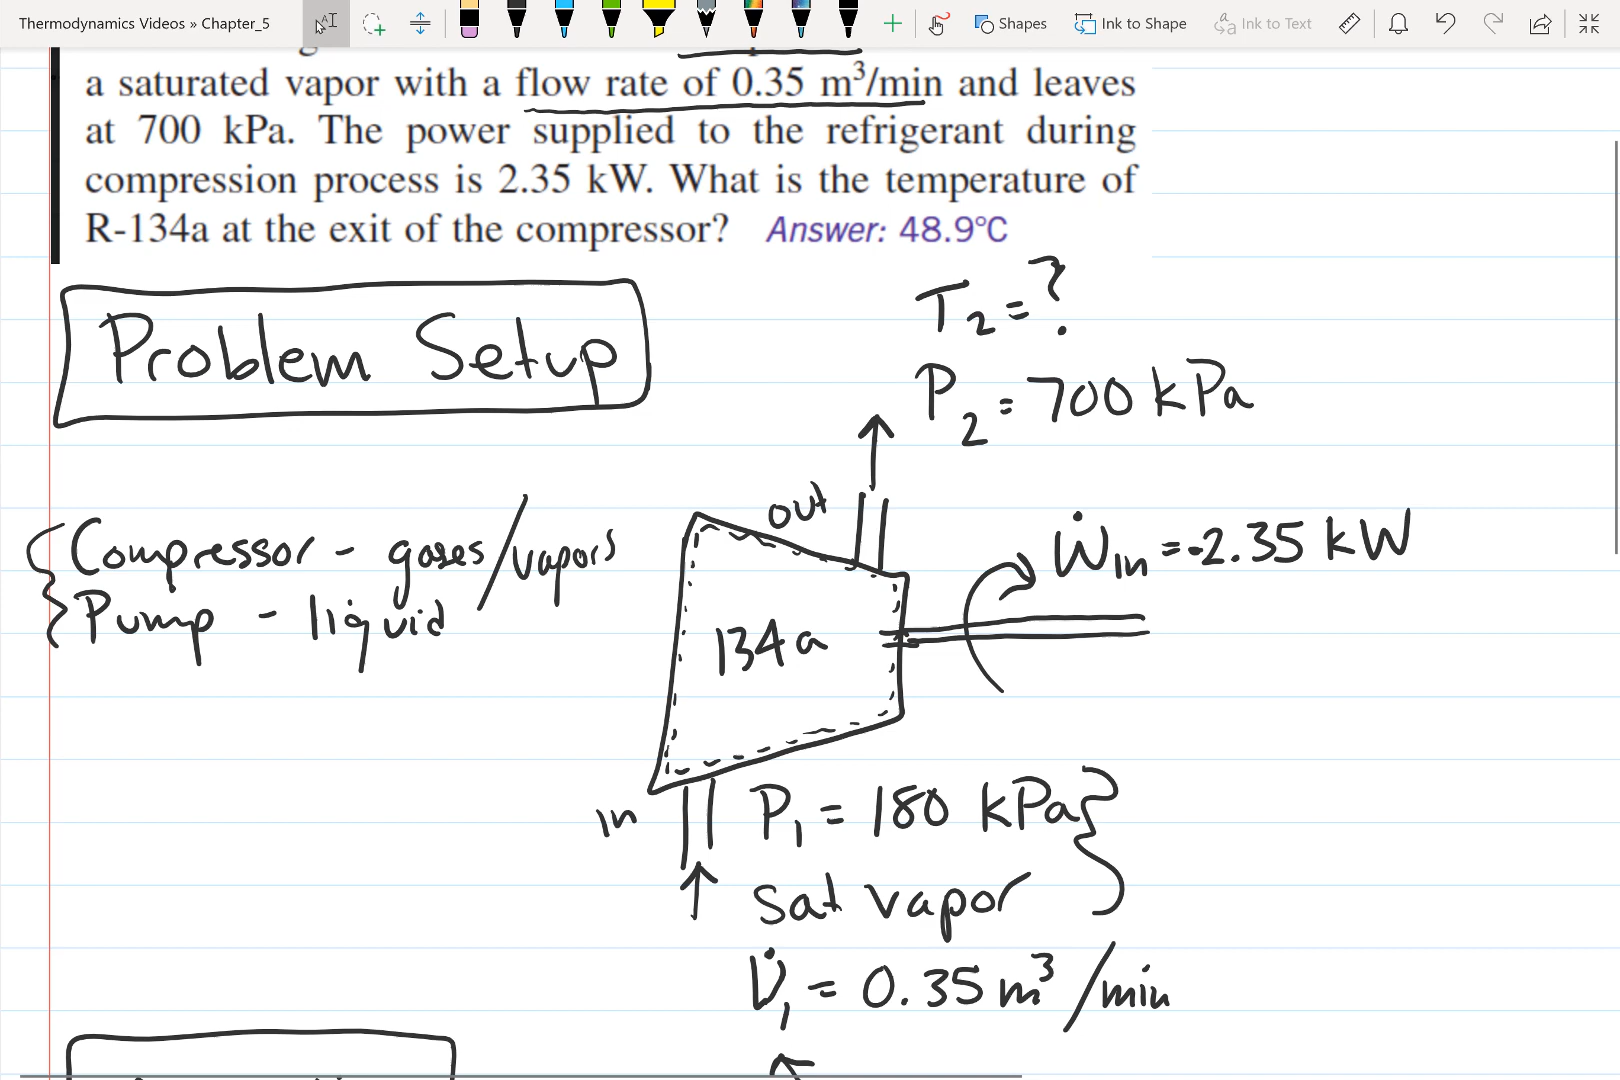 Thermodynamics Videos » Chapter_5
Shapes
Ink to Shape
Ink to Text
a saturated vapor with a flow rate of 0.35 m³/min and leaves
at 700 kPa. The power supplied to the refrigerant during
compression process is 2.35 kW. What is the temperature of
R-134a at the exit of the compressor? Answer: 48.9°C
Problem Setup
T₂ = ?
P₂ = 700 kPa
out
Ẇin = -2.35 kW
Compressor - gases/vapors
Pump - liquid
134a
in
P₁ = 180 kPa
sat vapor
V̇₁ = 0.35 m³/min